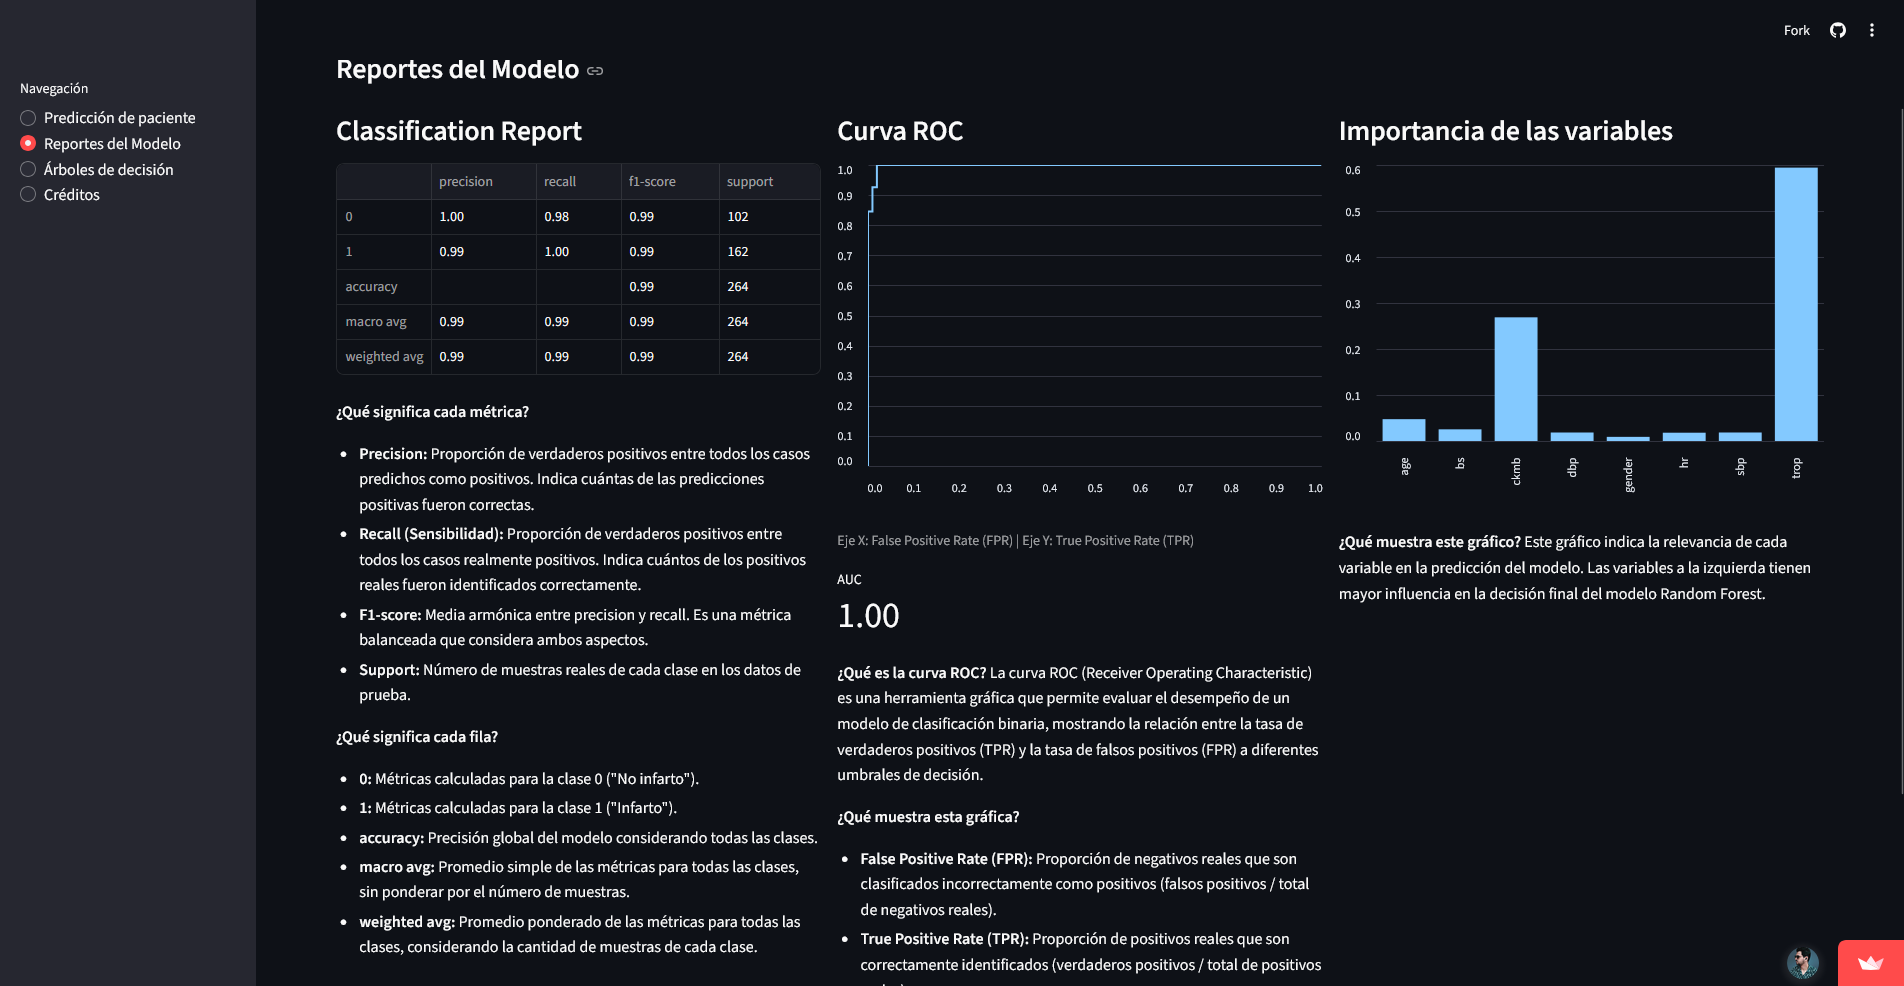 Fork
Navegación
Predicción de paciente
Reportes del Modelo
Árboles de decisión
Créditos
Reportes del Modelo
Classification Report
precision recall f1-score support
0 1.00 0.98 0.99 102
1 0.99 1.00 0.99 162
accuracy 0.99 264
macro avg 0.99 0.99 0.99 264
weighted avg 0.99 0.99 0.99 264
¿Qué significa cada métrica?
Precision: Proporción de verdaderos positivos entre todos los casos
predichos como positivos. Indica cuántas de las predicciones
positivas fueron correctas.
Recall (Sensibilidad): Proporción de verdaderos positivos entre
todos los casos realmente positivos. Indica cuántos de los positivos
reales fueron identificados correctamente.
F1-score: Media armónica entre precision y recall. Es una métrica
balanceada que considera ambos aspectos.
Support: Número de muestras reales de cada clase en los datos de
prueba.
¿Qué significa cada fila?
0: Métricas calculadas para la clase 0 ("No infarto").
1: Métricas calculadas para la clase 1 ("Infarto").
accuracy: Precisión global del modelo considerando todas las clases.
macro avg: Promedio simple de las métricas para todas las clases,
sin ponderar por el número de muestras.
weighted avg: Promedio ponderado de las métricas para todas las
clases, considerando la cantidad de muestras de cada clase.
Curva ROC
1.0
0.9
0.8
0.7
0.6
0.5
0.4
0.3
0.2
0.1
0.0
0.0 0.1 0.2 0.3 0.4 0.5 0.6 0.7 0.8 0.9 1.0
Eje X: False Positive Rate (FPR) | Eje Y: True Positive Rate (TPR)
AUC
1.00
¿Qué es la curva ROC? La curva ROC (Receiver Operating Characteristic)
es una herramienta gráfica que permite evaluar el desempeño de un
modelo de clasificación binaria, mostrando la relación entre la tasa de
verdaderos positivos (TPR) y la tasa de falsos positivos (FPR) a diferentes
umbrales de decisión.
¿Qué muestra esta gráfica?
False Positive Rate (FPR): Proporción de negativos reales que son
clasificados incorrectamente como positivos (falsos positivos / total
de negativos reales).
True Positive Rate (TPR): Proporción de positivos reales que son
correctamente identificados (verdaderos positivos / total de positivos
Importancia de las variables
0.6
0.5
0.4
0.3
0.2
0.1
0.0
age bs ckmb dbp gender hr sbp trop
¿Qué muestra este gráfico? Este gráfico indica la relevancia de cada
variable en la predicción del modelo. Las variables a la izquierda tienen
mayor influencia en la decisión final del modelo Random Forest.